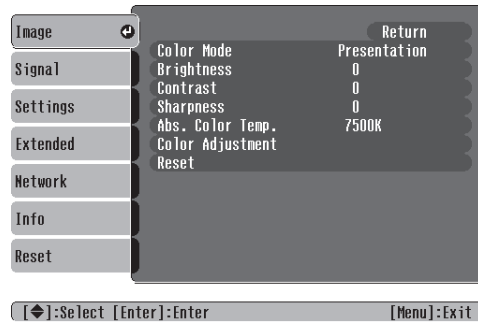 Image
Signal
Settings
Extended
Network
Info
Reset
Return
Color Mode Presentation
Brightness 0
Contrast 0
Sharpness 0
Abs. Color Temp. 7500K
Color Adjustment
Reset
[◆]:Select [Enter]:Enter [Menu]:Exit